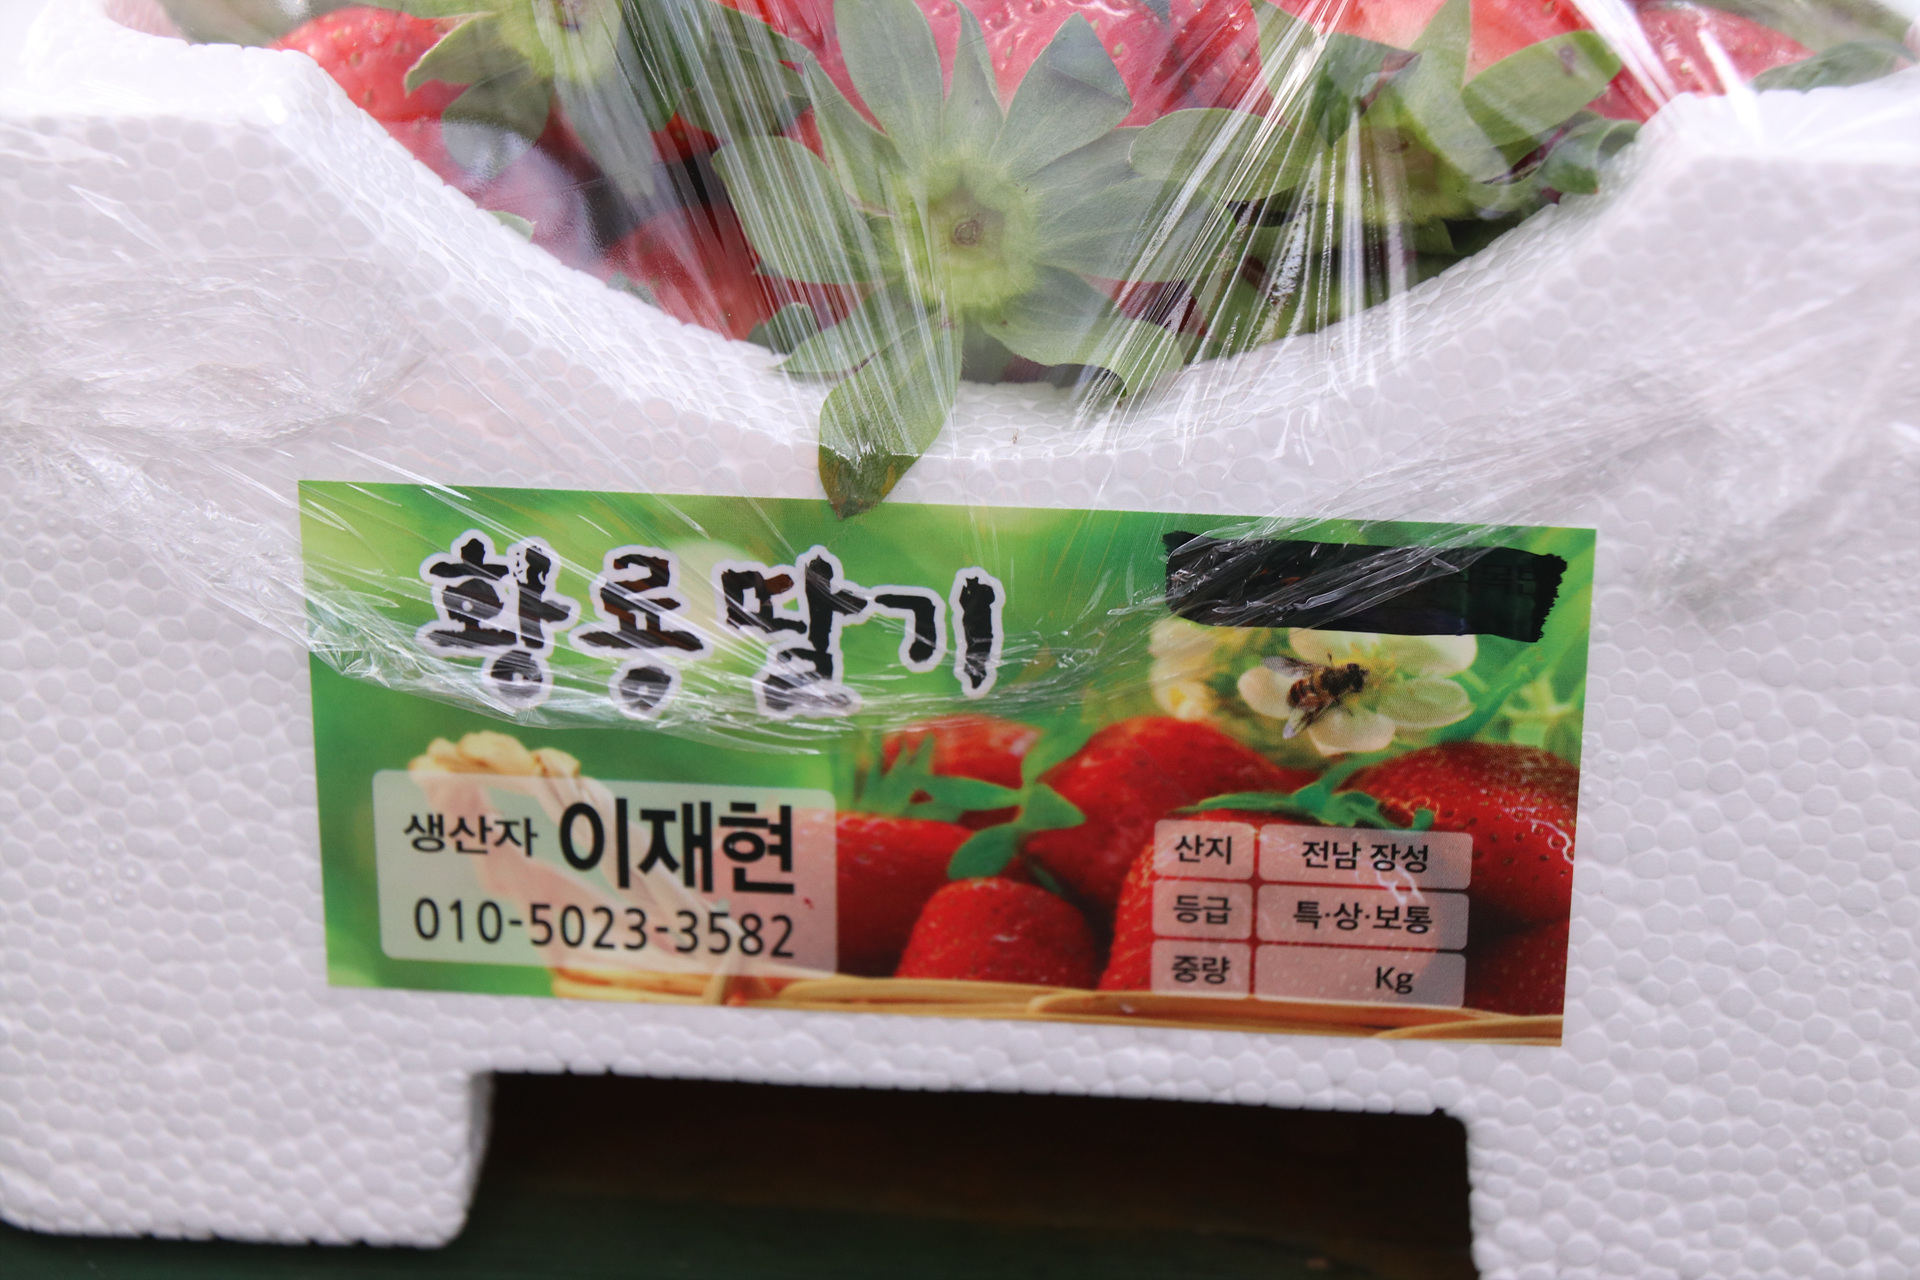 황룡딸기
생산자 이재현
010-5023-3582
산지 전남 장성
등급 특·상·보통
중량 Kg